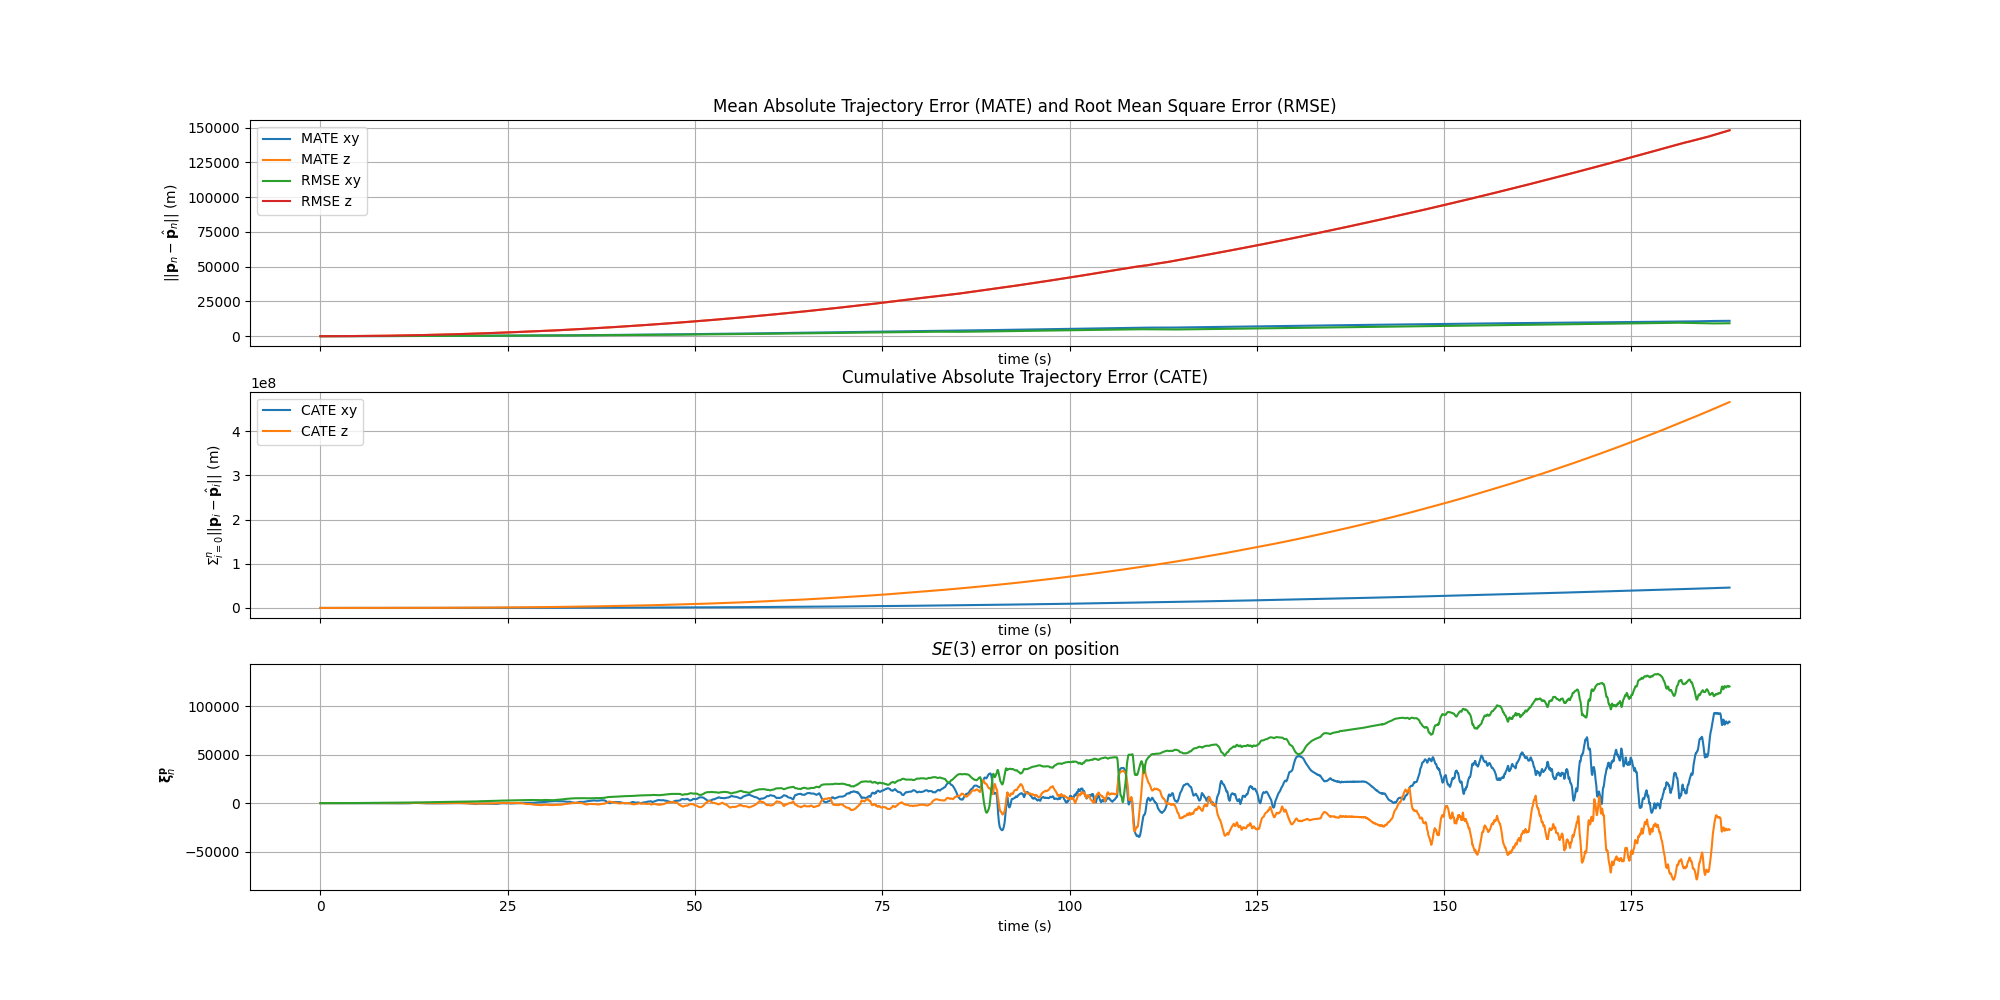 Mean Absolute Trajectory Error (MATE) and Root Mean Square Error (RMSE)
||𝐩ₙ − 𝐩̂ₙ|| (m)
150000
125000
100000
75000
50000
25000
0
MATE xy
MATE z
RMSE xy
RMSE z
time (s)
Cumulative Absolute Trajectory Error (CATE)
1e8
Σⁿᵢ₌₀||𝐩ᵢ − 𝐩̂ᵢ|| (m)
4
3
2
1
0
CATE xy
CATE z
time (s)
SE(3) error on position
𝛏ₙᵖ
100000
50000
0
−50000
0 25 50 75 100 125 150 175
time (s)